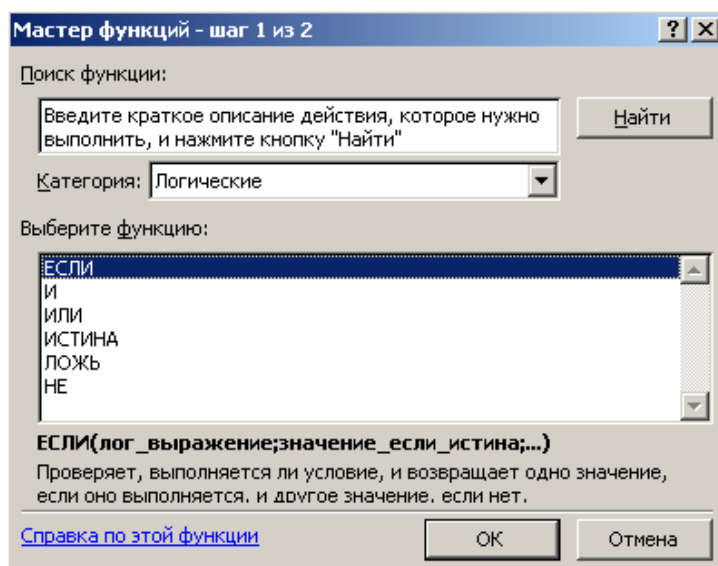 Мастер функций - шаг 1 из 2
Поиск функции:
Введите краткое описание действия, которое нужно
выполнить, и нажмите кнопку "Найти"
Найти
Категория: Логические
Выберите функцию:
ЕСЛИ
И
ИЛИ
ИСТИНА
ЛОЖЬ
НЕ
ЕСЛИ(лог_выражение;значение_если_истина;...)
Проверяет, выполняется ли условие, и возвращает одно значение,
если оно выполняется, и другое значение, если нет.
Справка по этой функции
ОК
Отмена